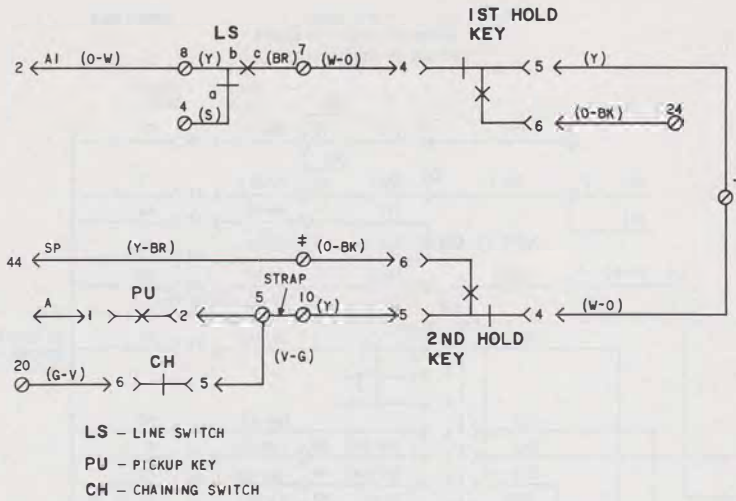 LS
1ST HOLD
KEY
2 A1 (O-W) 8 (Y) b c (BR) 7 (W-O) 4 5 (Y)
a
4 (S)
6 (O-BK) 24
44 SP (Y-BR) ‡ (O-BK) 6
STRAP
A 1 PU 2 5 10 (Y) 5 4 (W-O)
2ND HOLD
KEY
(V-G)
CH
20 (G-V) 6 5
LS – LINE SWITCH
PU – PICKUP KEY
CH – CHAINING SWITCH